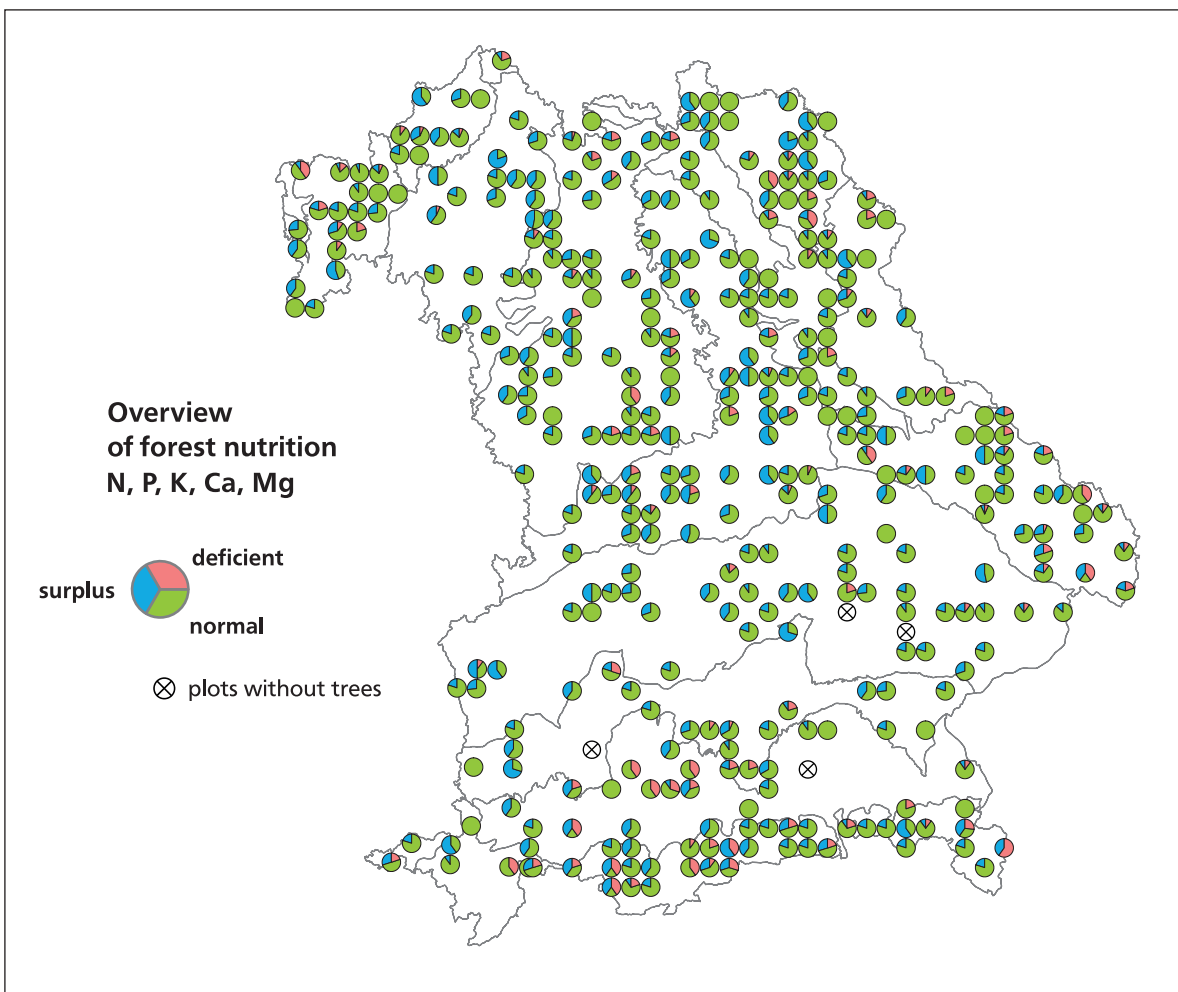 Overview
of forest nutrition
N, P, K, Ca, Mg
deficient
surplus
normal
plots without trees